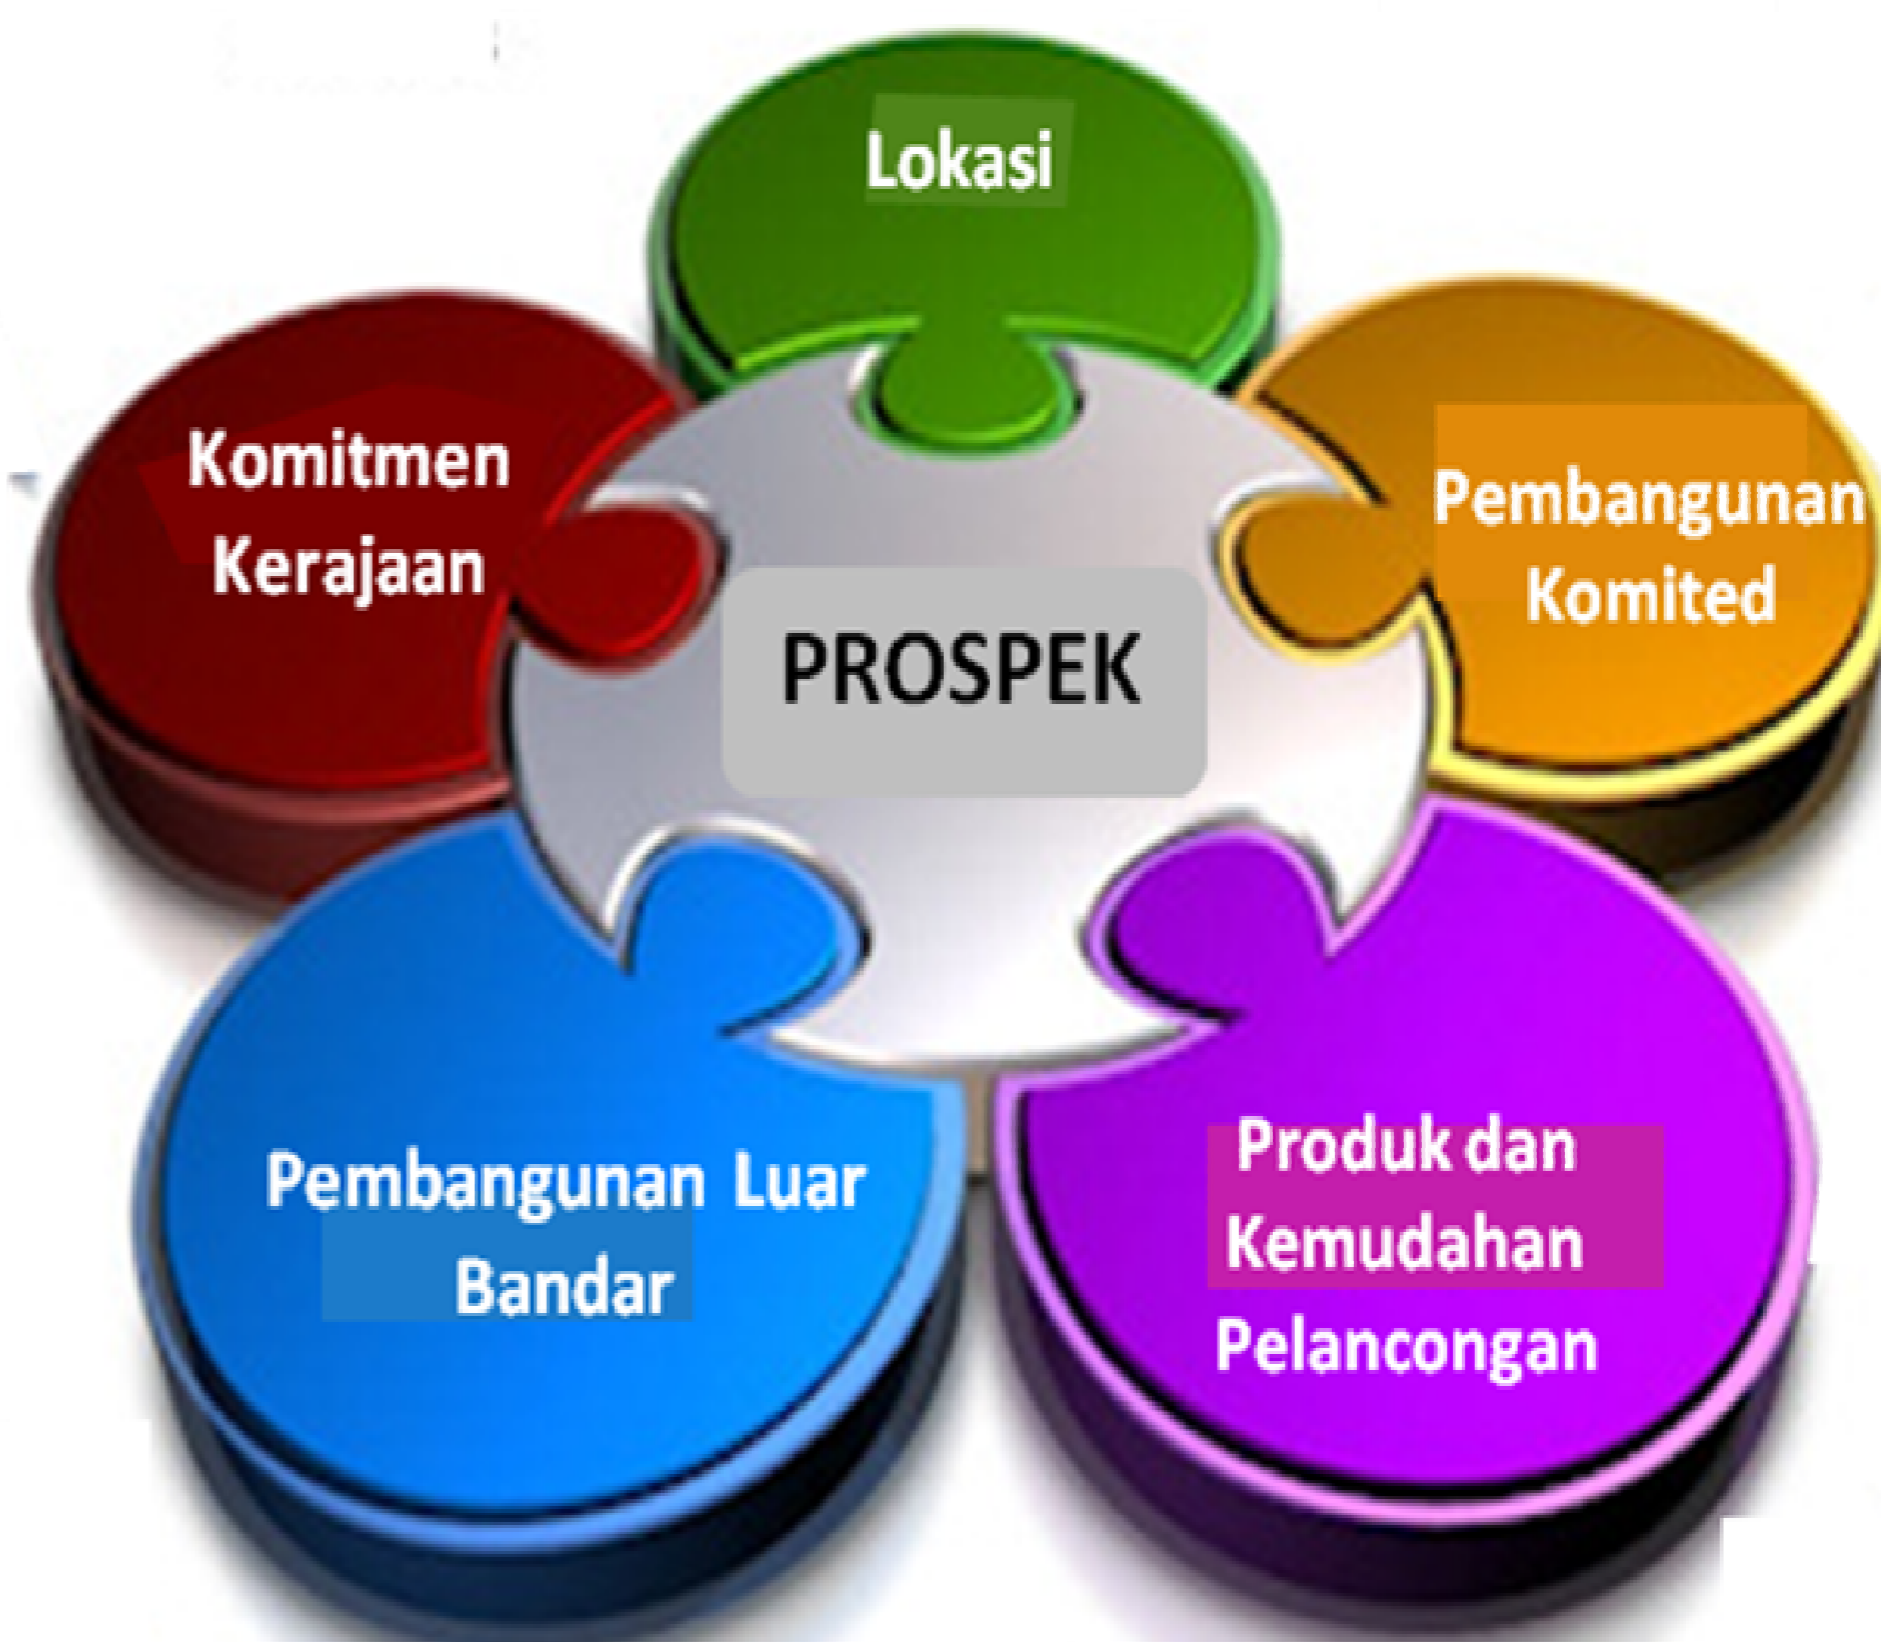 Lokasi
Komitmen
Kerajaan
Pembangunan
Komited
PROSPEK
Pembangunan Luar
Bandar
Produk dan
Kemudahan
Pelancongan